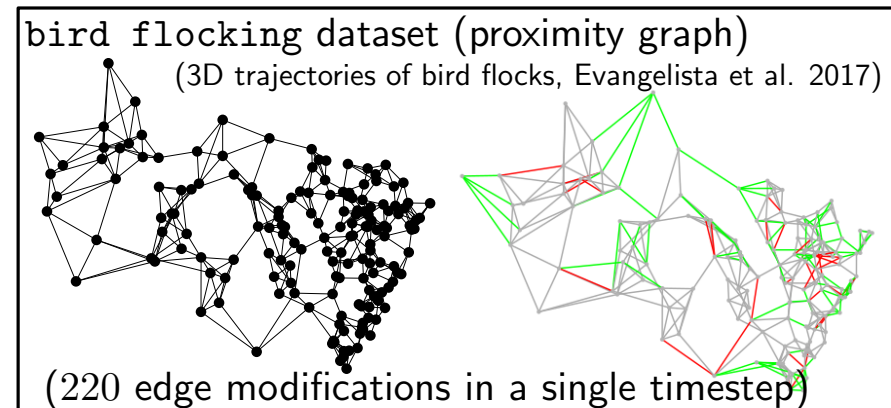 bird flocking dataset (proximity graph)
(3D trajectories of bird flocks, Evangelista et al. 2017)
(220 edge modifications in a single timestep)